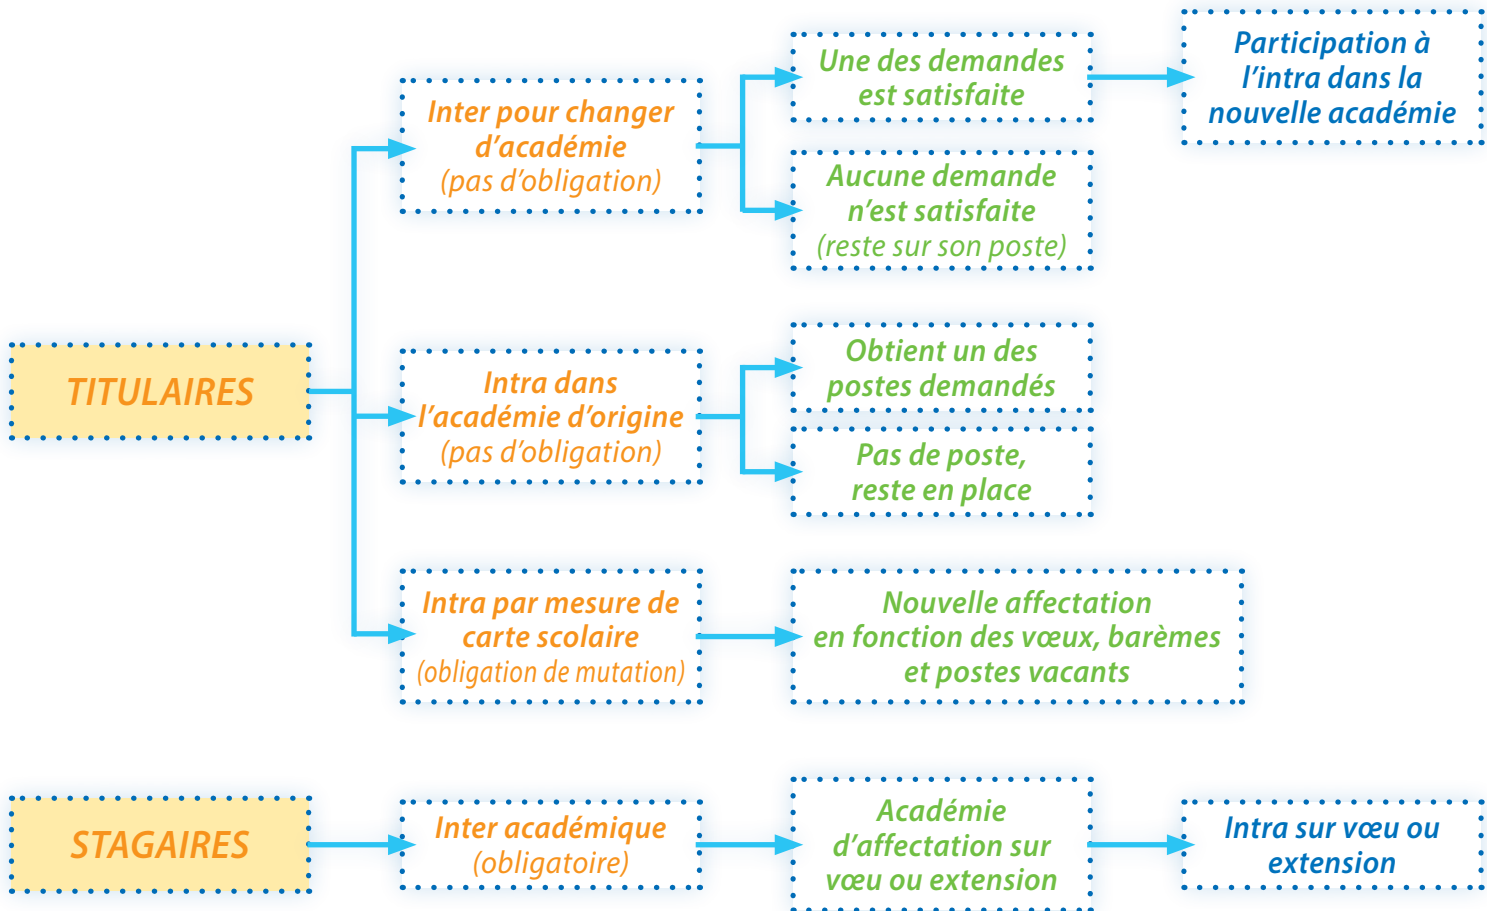 TITULAIRES
Inter pour changer
d’académie
(pas d’obligation)
Une des demandes
est satisfaite
Participation à
l’intra dans la
nouvelle académie
Aucune demande
n’est satisfaite
(reste sur son poste)
Intra dans
l’académie d’origine
(pas d’obligation)
Obtient un des
postes demandés
Pas de poste,
reste en place
Intra par mesure de
carte scolaire
(obligation de mutation)
Nouvelle affectation
en fonction des vœux, barèmes
et postes vacants
STAGAIRES
Inter académique
(obligatoire)
Académie
d’affectation sur
vœu ou extension
Intra sur vœu ou
extension